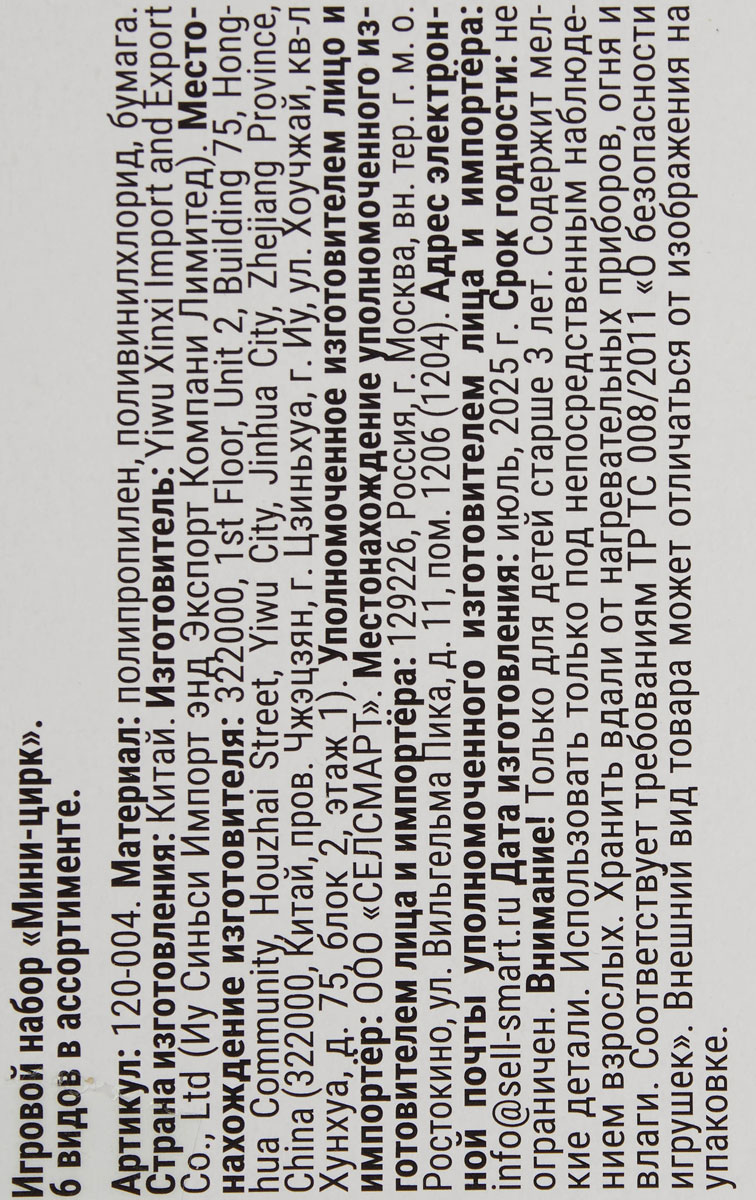 Игровой набор «Мини-цирк».
6 видов в ассортименте.
Артикул: 120-004. Материал: полипропилен, поливинилхлорид, бумага.
Страна изготовления: Китай. Изготовитель: Yiwu Xinxi Import and Export
Co., Ltd (Иу Синьси Импорт энд Экспорт Компани Лимитед). Место-
нахождение изготовителя: 322000, 1st Floor, Unit 2, Building 75, Hong-
hua Community, Houzhai Street, Yiwu City, Jinhua City, Zhejiang Province,
China (322000, Китай, пров. Чжэцзян, г. Цзиньхуа, г. Иу, ул. Хоучжай, кв-л
Хунхуа, д. 75, блок 2, этаж 1). Уполномоченное изготовителем лицо и
импортёр: ООО «СЕЛСМАРТ». Местонахождение уполномоченного из-
готовителем лица и импортёра: 129226, Россия, г. Москва, вн. тер. г. м. о.
Ростокино, ул. Вильгельма Пика, д. 11, пом. 1206 (1204). Адрес электрон-
ной почты уполномоченного изготовителем лица и импортёра:
info@sell-smart.ru Дата изготовления: июль, 2025 г. Срок годности: не
ограничен. Внимание! Только для детей старше 3 лет. Содержит мел-
кие детали. Использовать только под непосредственным наблюде-
нием взрослых. Хранить вдали от нагревательных приборов, огня и
влаги. Соответствует требованиям ТР ТС 008/2011 «О безопасности
игрушек». Внешний вид товара может отличаться от изображения на
упаковке.